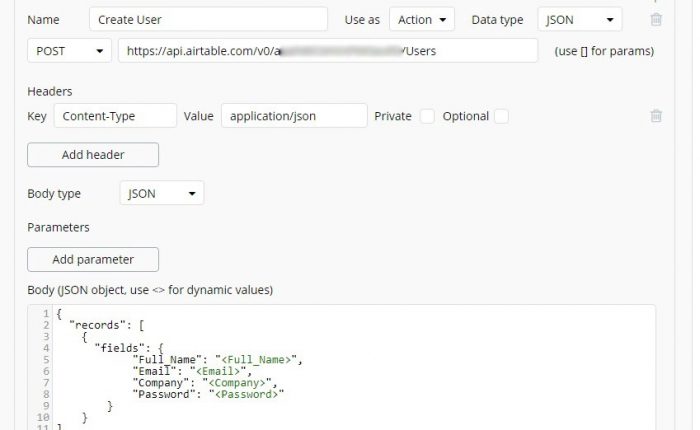 Name Create User Use as Action Data type JSON
POST https://api.airtable.com/v0/a /Users (use [] for params)
Headers
Key Content-Type Value application/json Private Optional
Add header
Body type JSON
Parameters
Add parameter
Body (JSON object, use <> for dynamic values)
1 {
2 "records": [
3 {
4 "fields": {
5 "Full_Name": "<Full_Name>",
6 "Email": "<Email>",
7 "Company": "<Company>",
8 "Password": "<Password>"
9 }
10 }
11 ]